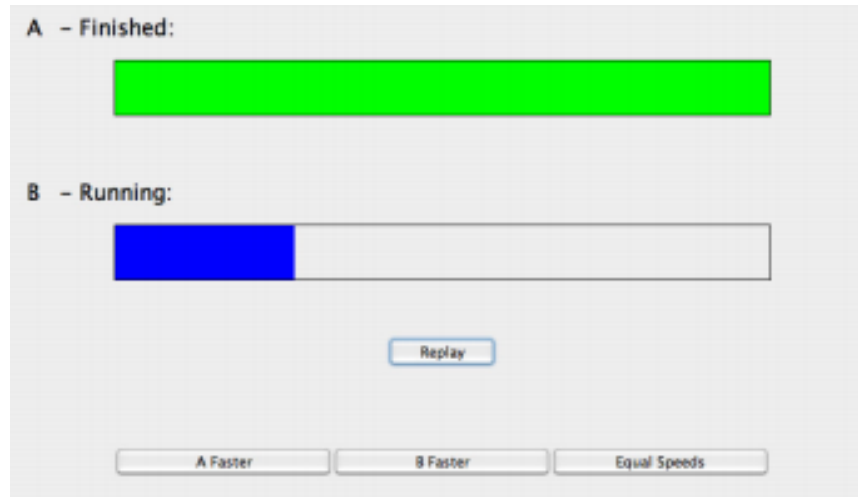 A – Finished:
B – Running:
Replay
A Faster B Faster Equal Speeds